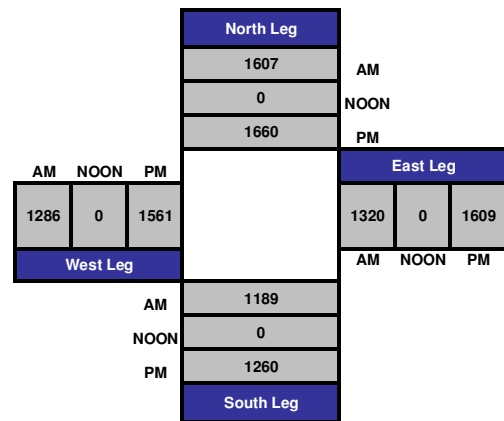 North Leg
1607 AM
0 NOON
1660 PM
AM NOON PM
East Leg
1286 0 1561
1320 0 1609
West Leg
AM NOON PM
AM 1189
NOON 0
PM 1260
South Leg